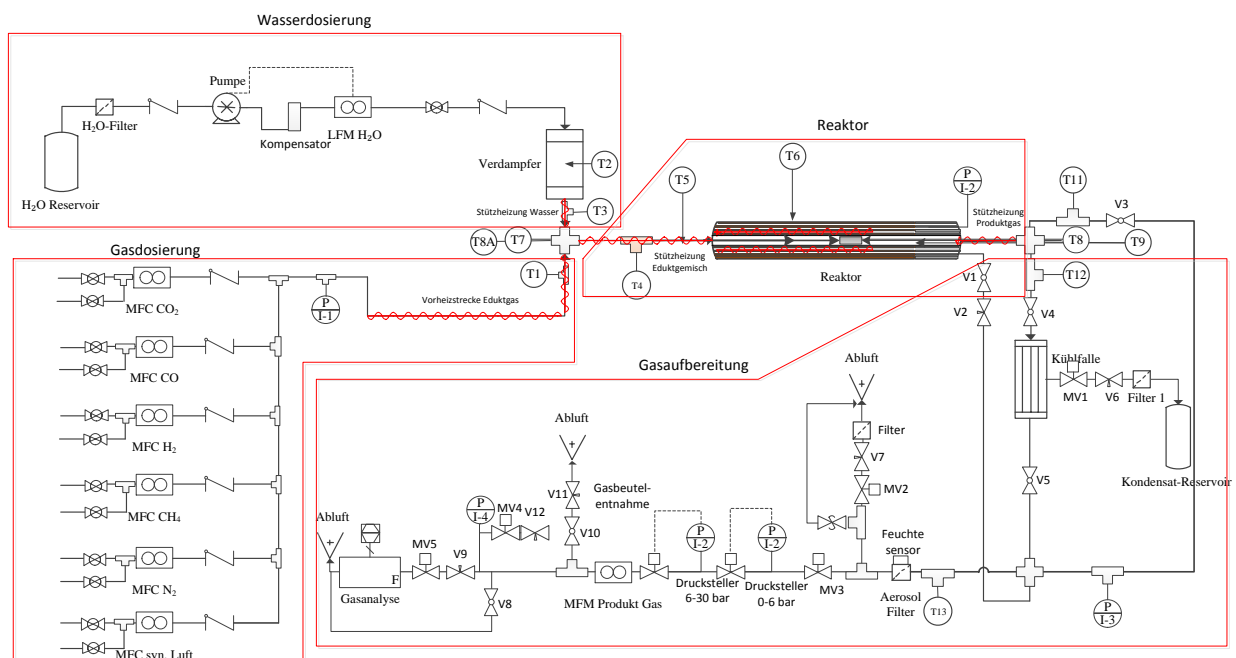 Wasserdosierung
Pumpe
H₂O-Filter
Kompensator
LFM H₂O
H₂O Reservoir
Verdampfer
T2
Stützheizung Wasser
T3
Reaktor
T6
T5
P
I-2
T11
V3
Stützheizung
Produktgas
T8A
T7
T8
T9
Stützheizung
Eduktgemisch
T4
Reaktor
T12
V1
V2
V4
Gasdosierung
T1
P
I-1
Vorheizstrecke Eduktgas
MFC CO₂
MFC CO
MFC H₂
MFC CH₄
MFC N₂
MFC syn. Luft
Gasaufbereitung
Abluft
Kühlfalle
MV1
V6
Filter 1
Kondensat-Reservoir
Filter
V7
MV2
V5
Abluft
V11
Gasbeutel-
entnahme
V10
P
I-4
MV4
V12
Abluft
MV5
V9
F
Gasanalyse
V8
MFM Produkt Gas
P
I-2
Drucksteller
6-30 bar
P
I-2
Drucksteller
0-6 bar
MV3
Feuchte
sensor
Aerosol
Filter
T13
P
I-3